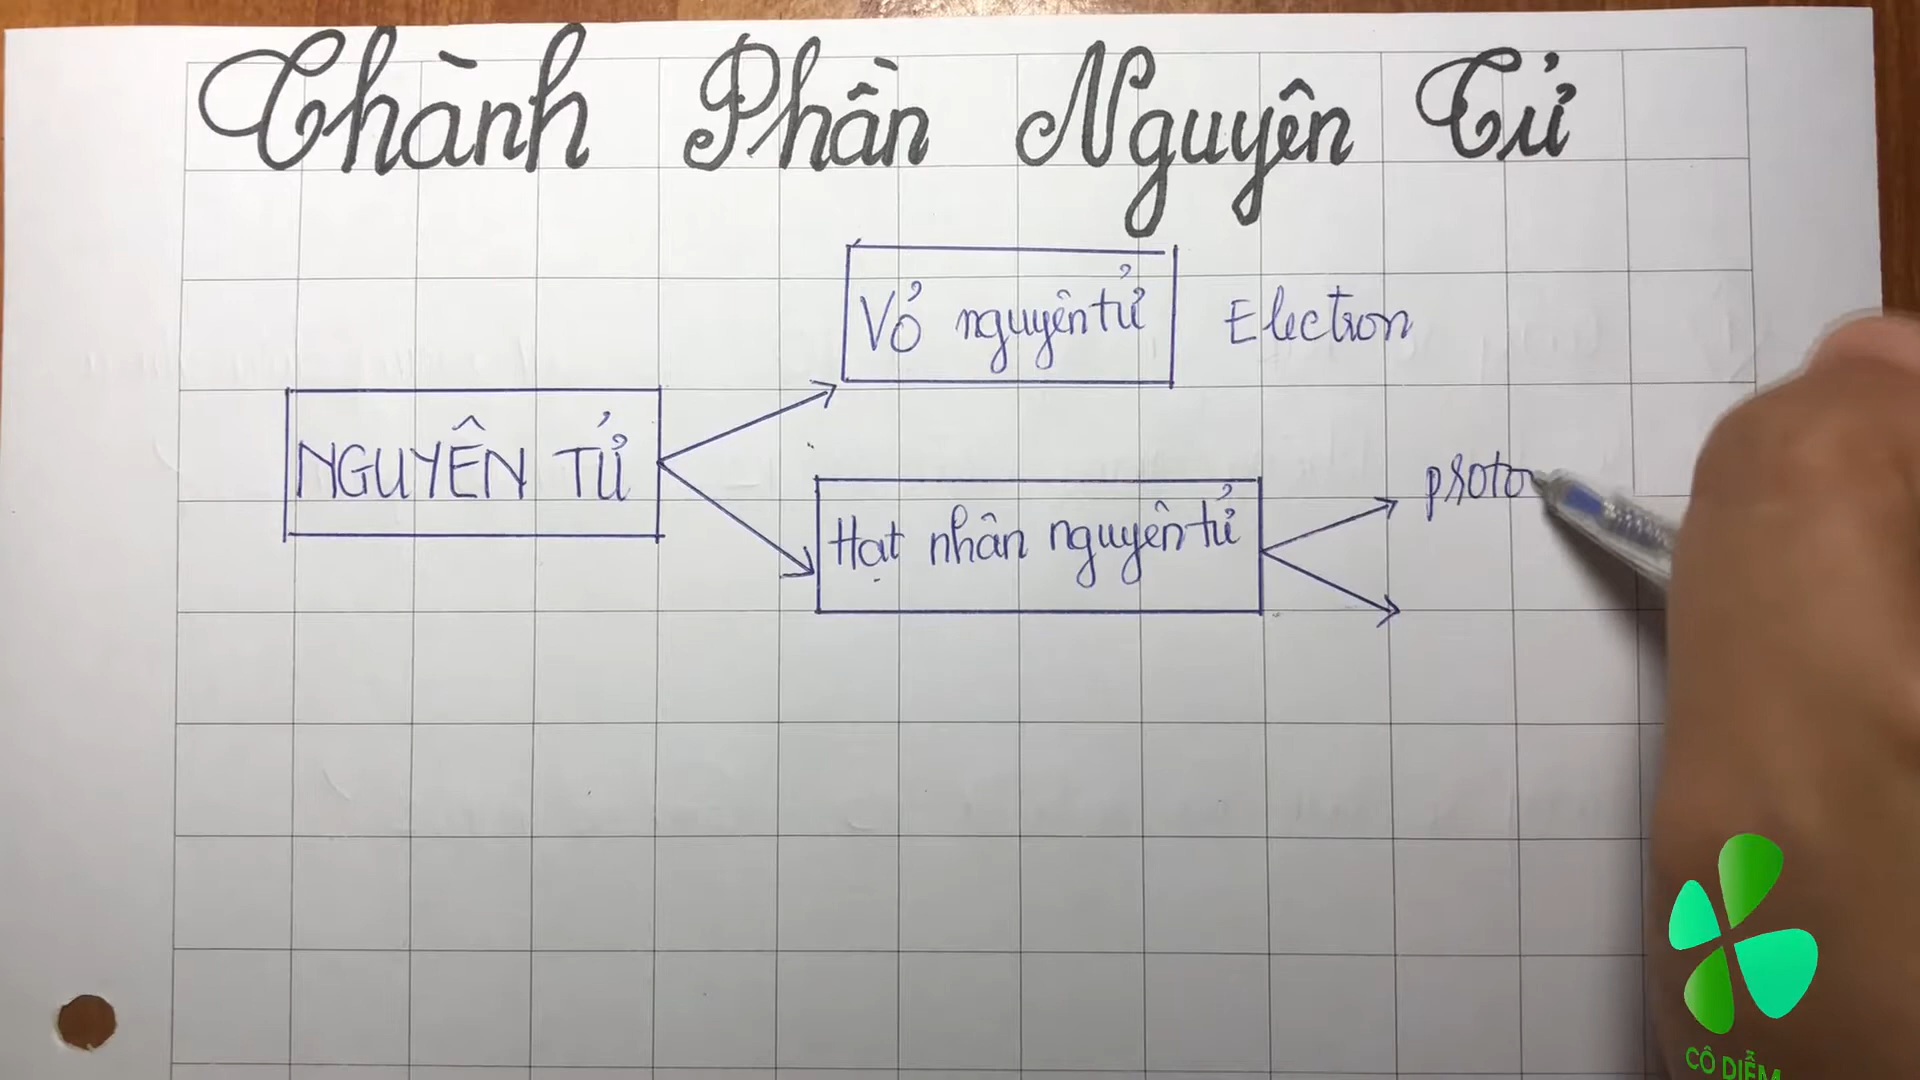 Thành Phần Nguyên Tử
Vỏ nguyên tử Electron
NGUYÊN TỬ
proto
Hạt nhân nguyên tử
CÔ DIỄM